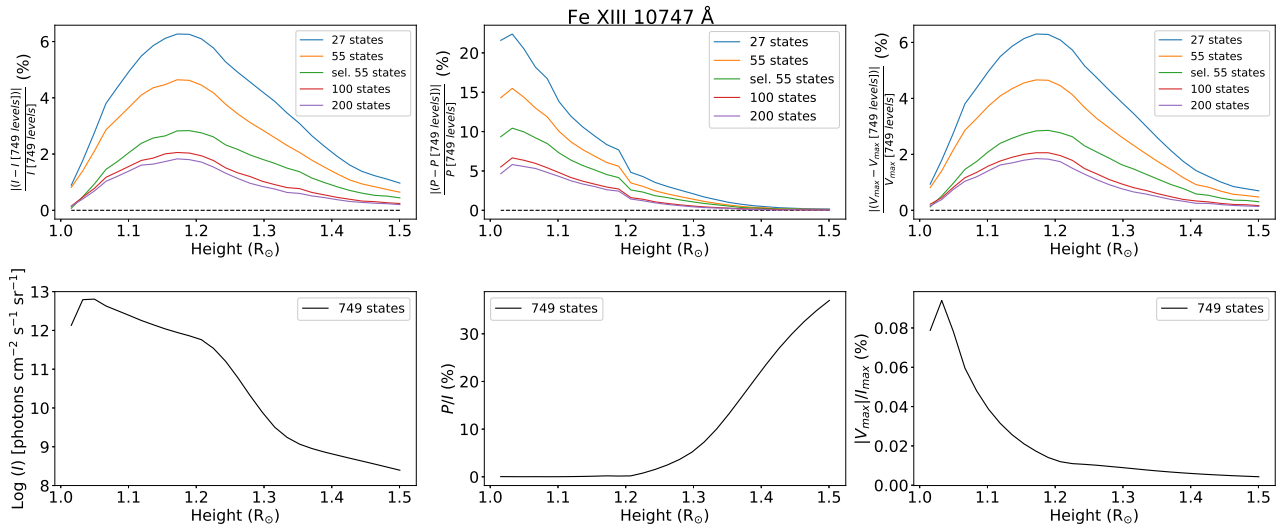 Fe XIII 10747 Å
|(I − I [749 levels])| / I [749 levels] (%)
6
4
2
0
27 states
55 states
sel. 55 states
100 states
200 states
1.0 1.1 1.2 1.3 1.4 1.5
Height (R⊙)
|(P − P [749 levels])| / P [749 levels] (%)
20
15
10
5
0
27 states
55 states
sel. 55 states
100 states
200 states
1.0 1.1 1.2 1.3 1.4 1.5
Height (R⊙)
|(Vmax − Vmax [749 levels])| / Vmax [749 levels] (%)
6
4
2
0
27 states
55 states
sel. 55 states
100 states
200 states
1.0 1.1 1.2 1.3 1.4 1.5
Height (R⊙)
Log (I) [photons cm−2 s−1 sr−1]
13
12
11
10
9
8
749 states
1.0 1.1 1.2 1.3 1.4 1.5
Height (R⊙)
P/I (%)
30
20
10
0
749 states
1.0 1.1 1.2 1.3 1.4 1.5
Height (R⊙)
|Vmax|/Imax (%)
0.08
0.06
0.04
0.02
0.00
749 states
1.0 1.1 1.2 1.3 1.4 1.5
Height (R⊙)